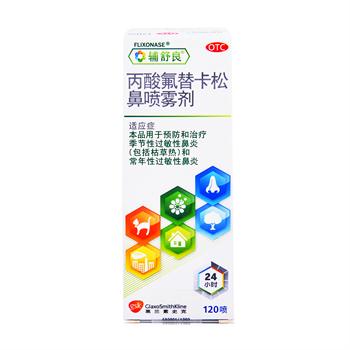 FLIXONASE®
辅舒良®
OTC
丙酸氟替卡松
鼻喷雾剂
适应症
本品用于预防和治疗
季节性过敏性鼻炎
(包括枯草热)和
常年性过敏性鼻炎
24
小时
gsk
GlaxoSmithKline
葛兰素史克
120喷